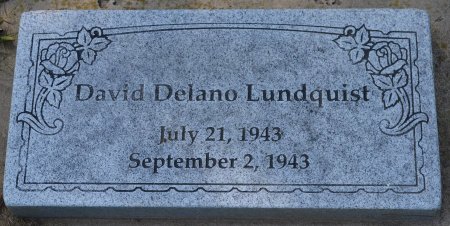 David Delano Lundquist
July 21, 1943
September 2, 1943